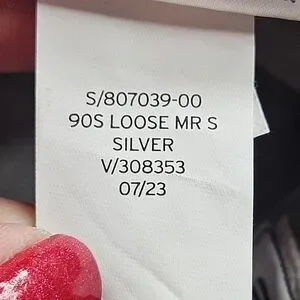 S/807039-00
90S LOOSE MR S
SILVER
V/308353
07/23